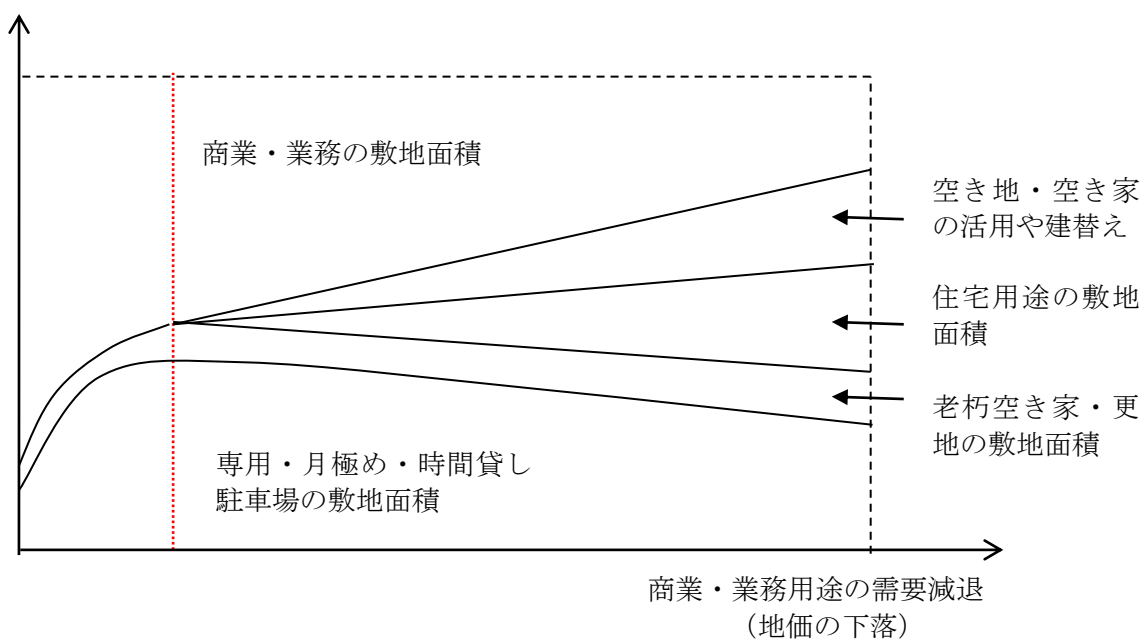 商業・業務の敷地面積
空き地・空き家
の活用や建替え
住宅用途の敷地
面積
老朽空き家・更
地の敷地面積
専用・月極め・時間貸し
駐車場の敷地面積
商業・業務用途の需要減退
（地価の下落）